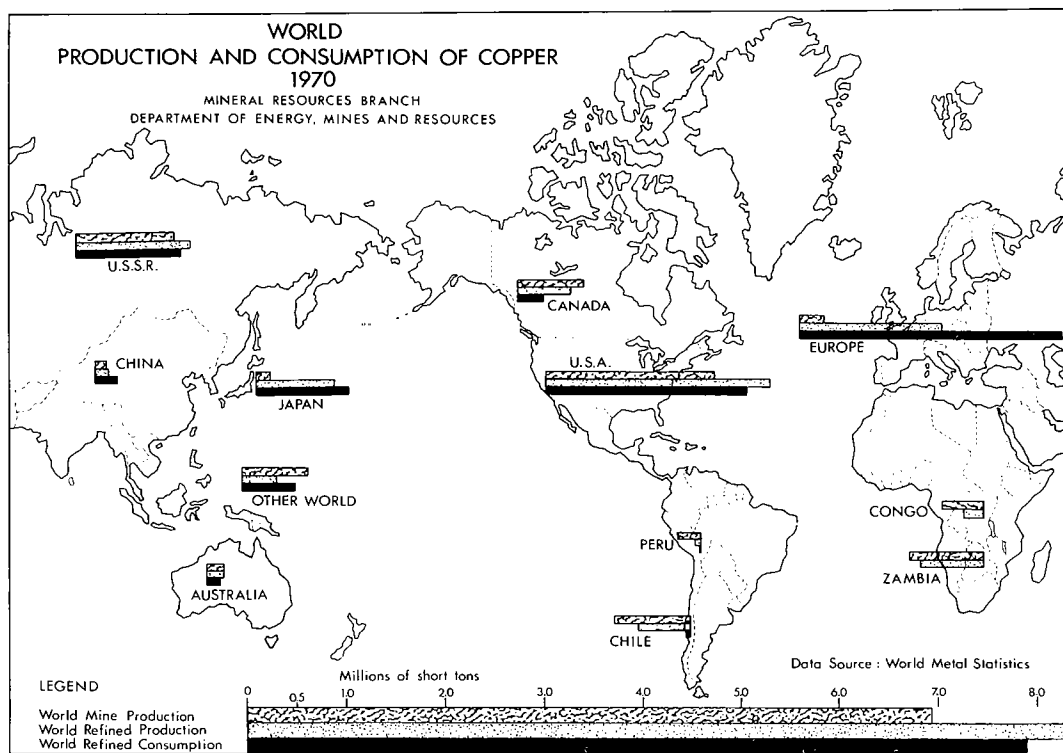 WORLD
PRODUCTION AND CONSUMPTION OF COPPER
1970
MINERAL RESOURCES BRANCH
DEPARTMENT OF ENERGY, MINES AND RESOURCES
U.S.S.R.
CANADA
EUROPE
CHINA
U.S.A.
JAPAN
OTHER WORLD
CONGO
PERU
ZAMBIA
AUSTRALIA
CHILE
Data Source : World Metal Statistics
Millions of short tons
LEGEND
0 0.5 1.0 2.0 3.0 4.0 5.0 6.0 7.0 8.0
World Mine Production
World Refined Production
World Refined Consumption